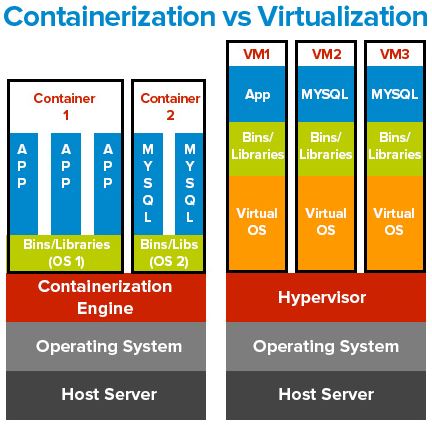 Containerization vs Virtualization
Container
1
APP
APP
APP
Bins/Libraries
(OS 1)
Container
2
MYSQL
MYSQL
Bins/Libs
(OS 2)
Containerization
Engine
Operating System
Host Server
VM1
App
Bins/
Libraries
Virtual
OS
VM2
MYSQL
Bins/
Libraries
Virtual
OS
VM3
MYSQL
Bins/
Libraries
Virtual
OS
Hypervisor
Operating System
Host Server